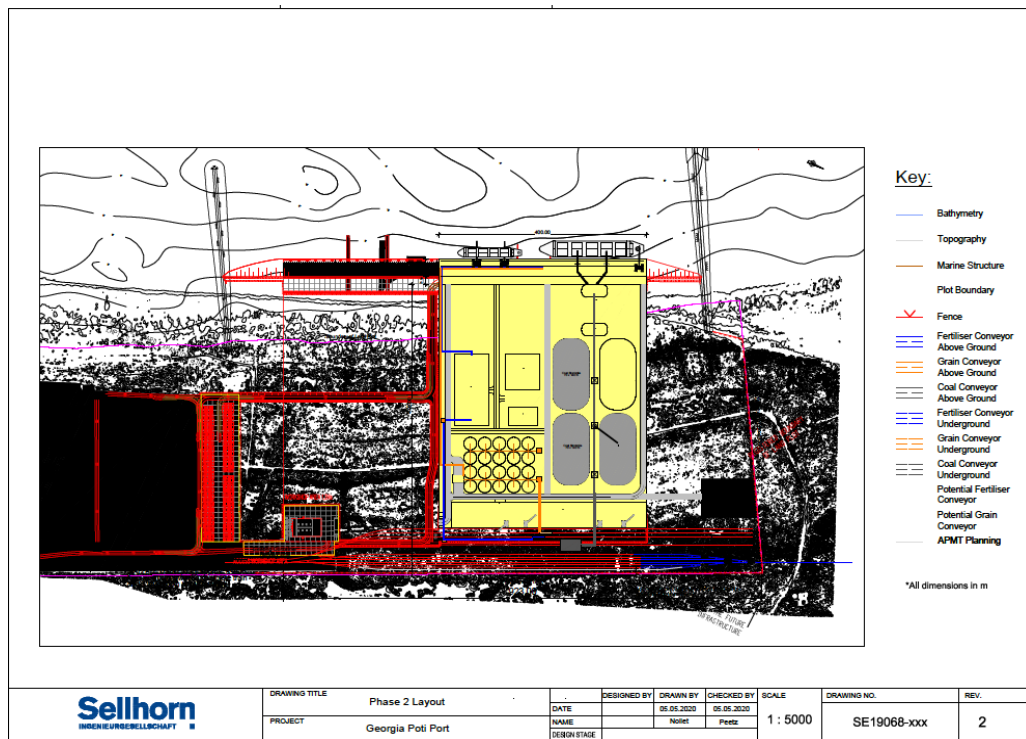 400.00
Key:
Bathymetry
Topography
Marine Structure
Plot Boundary
Fence
Fertiliser Conveyor
Above Ground
Grain Conveyor
Above Ground
Coal Conveyor
Above Ground
Fertiliser Conveyor
Underground
Grain Conveyor
Underground
Coal Conveyor
Underground
Potential Fertiliser
Conveyor
Potential Grain
Conveyor
APMT Planning
*All dimensions in m
FUTURE
INFRASTRUCTURE
Sellhorn
INGENIEURGESELLSCHAFT
DRAWING TITLE
Phase 2 Layout
PROJECT
Georgia Poti Port
DESIGNED BY DRAWN BY CHECKED BY
DATE 05.05.2020 05.05.2020
NAME Nollet Peetz
DESIGN STAGE
SCALE
1 : 5000
DRAWING NO.
SE19068-xxx
REV.
2